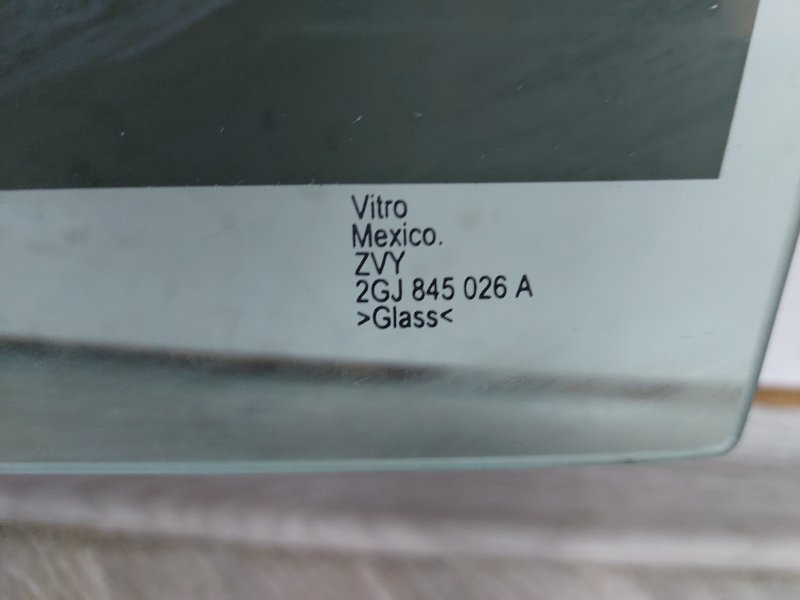 Vitro
Mexico.
ZVY
2GJ 845 026 A
>Glass<